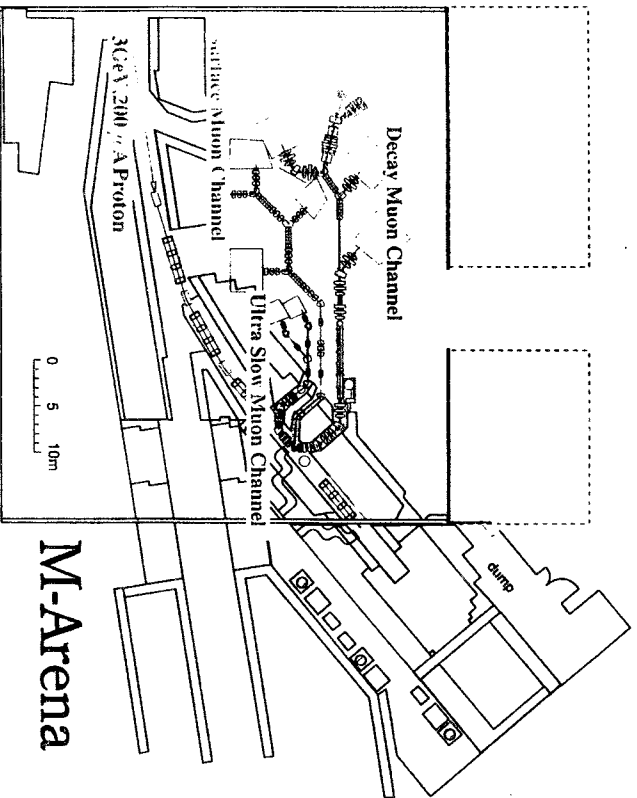 Decay Muon Channel
Surface Muon Channel
Ultra Slow Muon Channel
3GeV 200 μA Proton
0 5 10m
dump
M-Arena